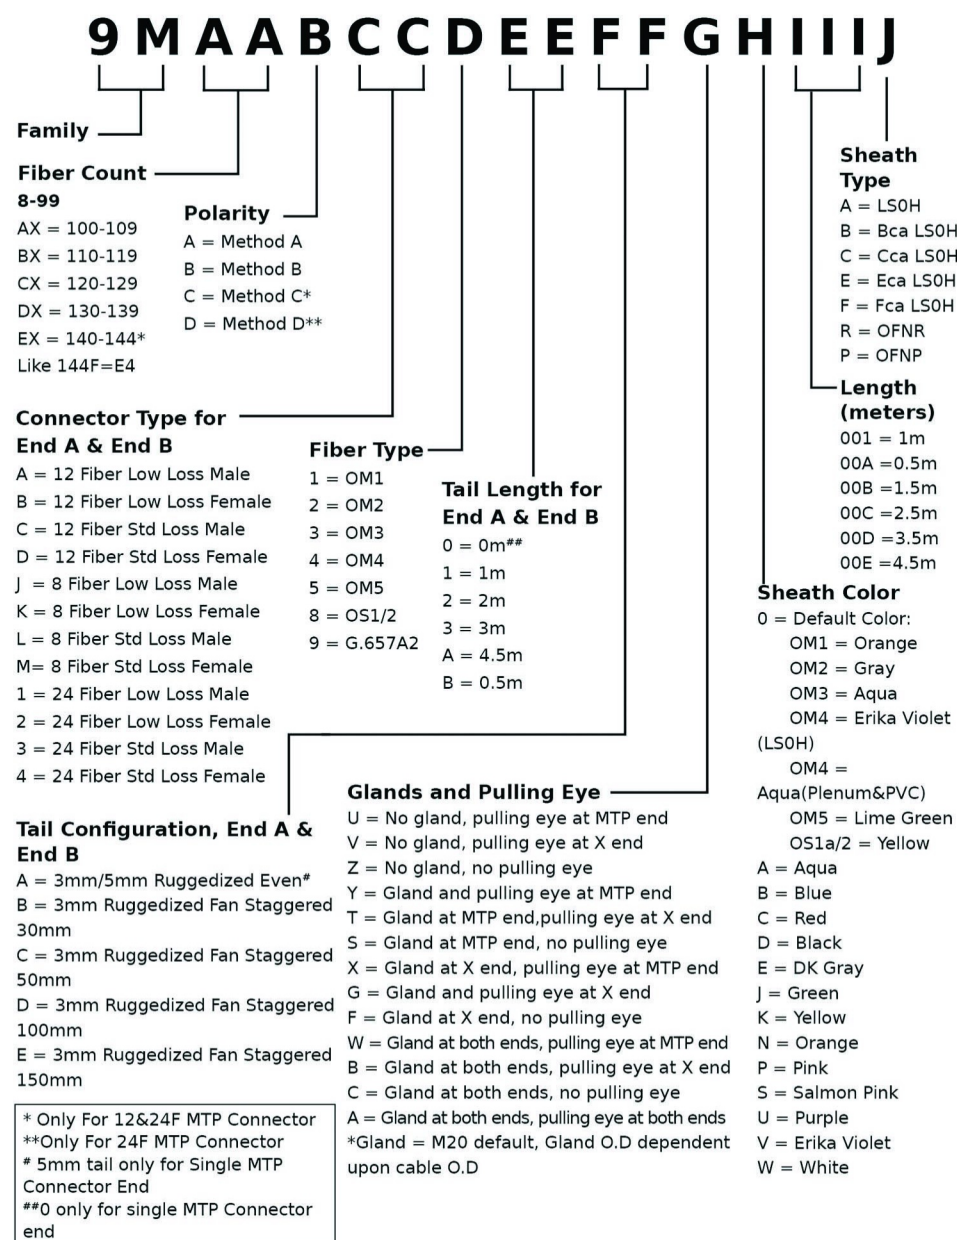 9 M A A B C C D E E F F G H I I I J
Family
Fiber Count
8-99
AX = 100-109
BX = 110-119
CX = 120-129
DX = 130-139
EX = 140-144*
Like 144F=E4
Polarity
A = Method A
B = Method B
C = Method C*
D = Method D**
Sheath
Type
A = LS0H
B = Bca LS0H
C = Cca LS0H
E = Eca LS0H
F = Fca LS0H
R = OFNR
P = OFNP
Length
(meters)
001 = 1m
00A =0.5m
00B =1.5m
00C =2.5m
00D =3.5m
00E =4.5m
Connector Type for
End A & End B
A = 12 Fiber Low Loss Male
B = 12 Fiber Low Loss Female
C = 12 Fiber Std Loss Male
D = 12 Fiber Std Loss Female
J = 8 Fiber Low Loss Male
K = 8 Fiber Low Loss Female
L = 8 Fiber Std Loss Male
M= 8 Fiber Std Loss Female
1 = 24 Fiber Low Loss Male
2 = 24 Fiber Low Loss Female
3 = 24 Fiber Std Loss Male
4 = 24 Fiber Std Loss Female
Fiber Type
1 = OM1
2 = OM2
3 = OM3
4 = OM4
5 = OM5
8 = OS1/2
9 = G.657A2
Tail Length for
End A & End B
0 = 0m##
1 = 1m
2 = 2m
3 = 3m
A = 4.5m
B = 0.5m
Sheath Color
0 = Default Color:
OM1 = Orange
OM2 = Gray
OM3 = Aqua
OM4 = Erika Violet
(LS0H)
OM4 =
Aqua(Plenum&PVC)
OM5 = Lime Green
OS1a/2 = Yellow
A = Aqua
B = Blue
C = Red
D = Black
E = DK Gray
J = Green
K = Yellow
N = Orange
P = Pink
S = Salmon Pink
U = Purple
V = Erika Violet
W = White
Glands and Pulling Eye
U = No gland, pulling eye at MTP end
V = No gland, pulling eye at X end
Z = No gland, no pulling eye
Y = Gland and pulling eye at MTP end
T = Gland at MTP end,pulling eye at X end
S = Gland at MTP end, no pulling eye
X = Gland at X end, pulling eye at MTP end
G = Gland and pulling eye at X end
F = Gland at X end, no pulling eye
W = Gland at both ends, pulling eye at MTP end
B = Gland at both ends, pulling eye at X end
C = Gland at both ends, no pulling eye
A = Gland at both ends, pulling eye at both ends
*Gland = M20 default, Gland O.D dependent
upon cable O.D
Tail Configuration, End A &
End B
A = 3mm/5mm Ruggedized Even#
B = 3mm Ruggedized Fan Staggered
30mm
C = 3mm Ruggedized Fan Staggered
50mm
D = 3mm Ruggedized Fan Staggered
100mm
E = 3mm Ruggedized Fan Staggered
150mm
* Only For 12&24F MTP Connector
**Only For 24F MTP Connector
# 5mm tail only for Single MTP
Connector End
##0 only for single MTP Connector
end